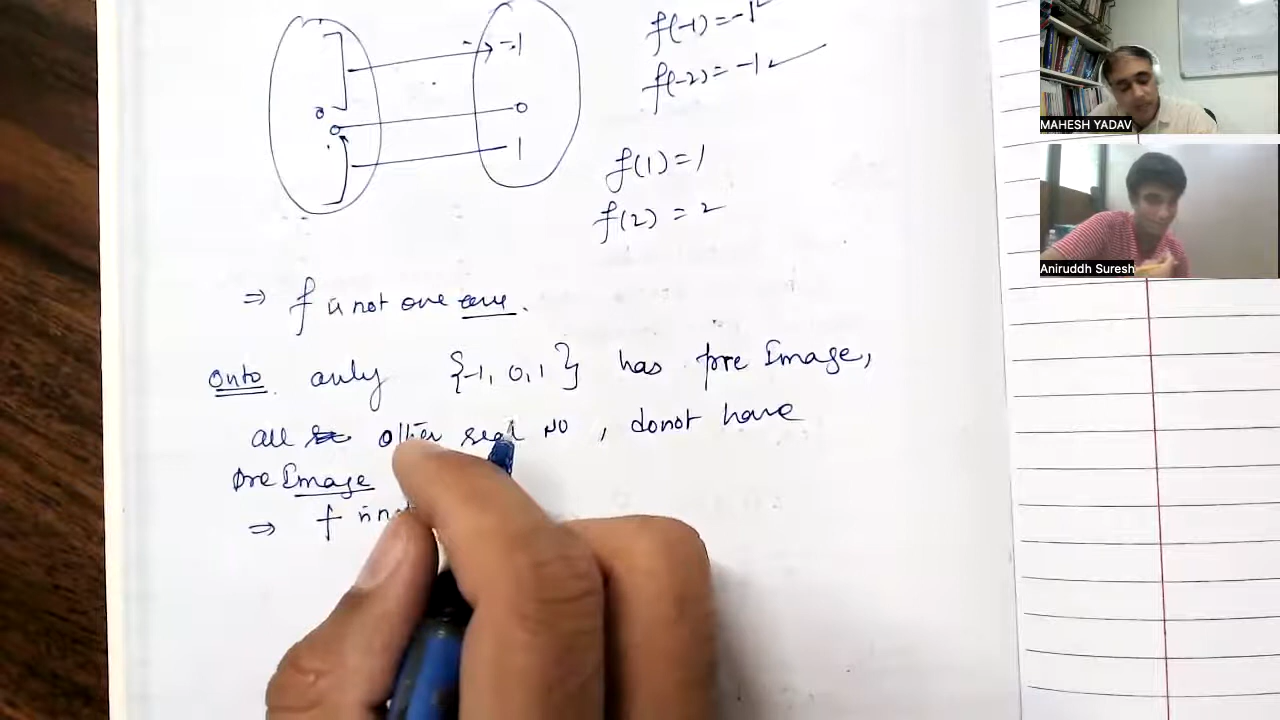 f(-1) = -1
f(-2) = -1
-1
0
0
1
f(1) = 1
f(2) = 2
⇒ f is not one one.
Onto only {-1, 0, 1} has pre Image,
all other real NO, donot have
pre Image
⇒ f is
MAHESH YADAV
Aniruddh Suresh